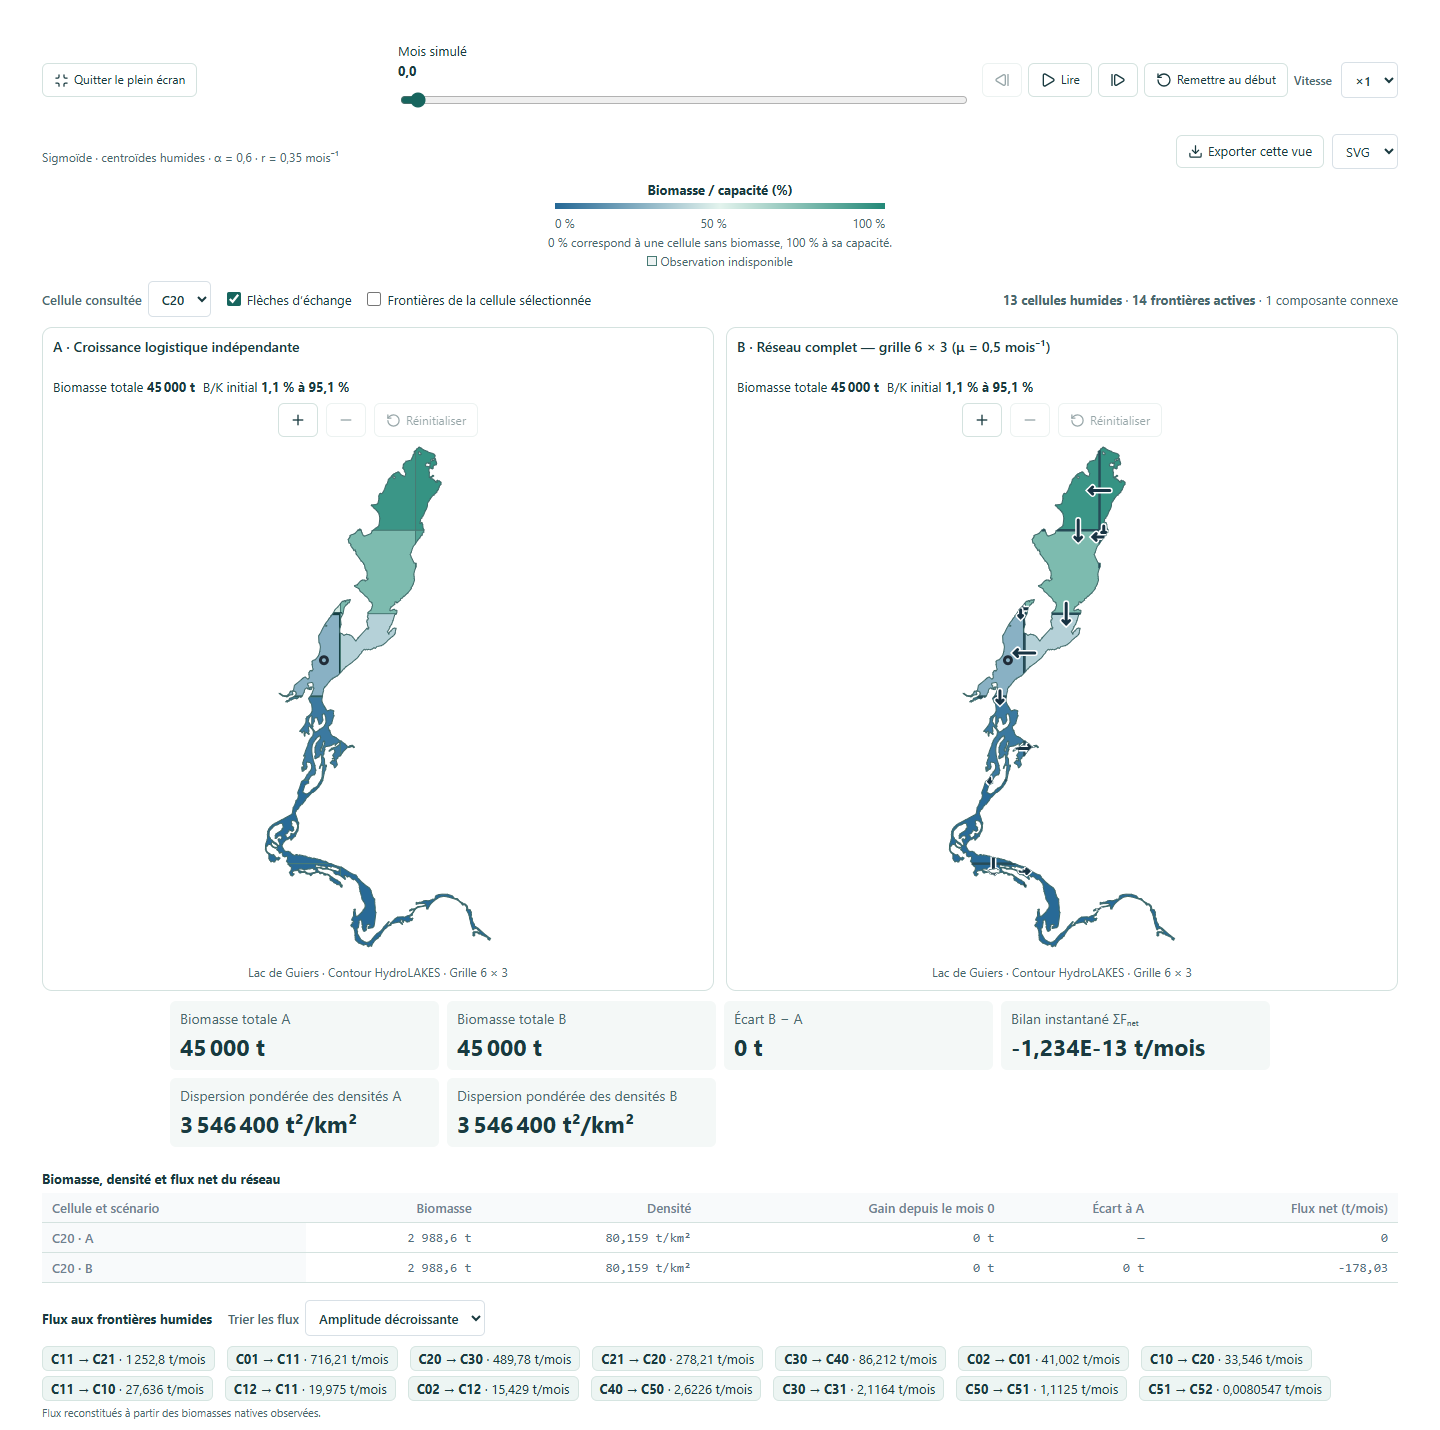 Mois simulé
0,0
Quitter le plein écran
Lire
Remettre au début
Vitesse
×1
Sigmoïde · centroïdes humides · α = 0,6 · r = 0,35 mois⁻¹
Exporter cette vue
SVG
Biomasse / capacité (%)
0 % 50 % 100 %
0 % correspond à une cellule sans biomasse, 100 % à sa capacité.
Observation indisponible
Cellule consultée C20 Flèches d'échange Frontières de la cellule sélectionnée
13 cellules humides · 14 frontières actives · 1 composante connexe
A · Croissance logistique indépendante
Biomasse totale 45 000 t B/K initial 1,1 % à 95,1 %
+ − Réinitialiser
Lac de Guiers · Contour HydroLAKES · Grille 6 × 3
B · Réseau complet — grille 6 × 3 (μ = 0,5 mois⁻¹)
Biomasse totale 45 000 t B/K initial 1,1 % à 95,1 %
+ − Réinitialiser
Lac de Guiers · Contour HydroLAKES · Grille 6 × 3
Biomasse totale A
45 000 t
Biomasse totale B
45 000 t
Écart B − A
0 t
Bilan instantané ΣFnet
-1,234E-13 t/mois
Dispersion pondérée des densités A
3 546 400 t²/km²
Dispersion pondérée des densités B
3 546 400 t²/km²
Biomasse, densité et flux net du réseau
Cellule et scénario Biomasse Densité Gain depuis le mois 0 Écart à A Flux net (t/mois)
C20 · A 2 988,6 t 80,159 t/km² 0 t — 0
C20 · B 2 988,6 t 80,159 t/km² 0 t 0 t -178,03
Flux aux frontières humides Trier les flux Amplitude décroissante
C11 → C21 · 1 252,8 t/mois C01 → C11 · 716,21 t/mois C20 → C30 · 489,78 t/mois C21 → C20 · 278,21 t/mois C30 → C40 · 86,212 t/mois C02 → C01 · 41,002 t/mois C10 → C20 · 33,546 t/mois
C11 → C10 · 27,636 t/mois C12 → C11 · 19,975 t/mois C02 → C12 · 15,429 t/mois C40 → C50 · 2,6226 t/mois C30 → C31 · 2,1164 t/mois C50 → C51 · 1,1125 t/mois C51 → C52 · 0,0080547 t/mois
Flux reconstitués à partir des biomasses natives observées.